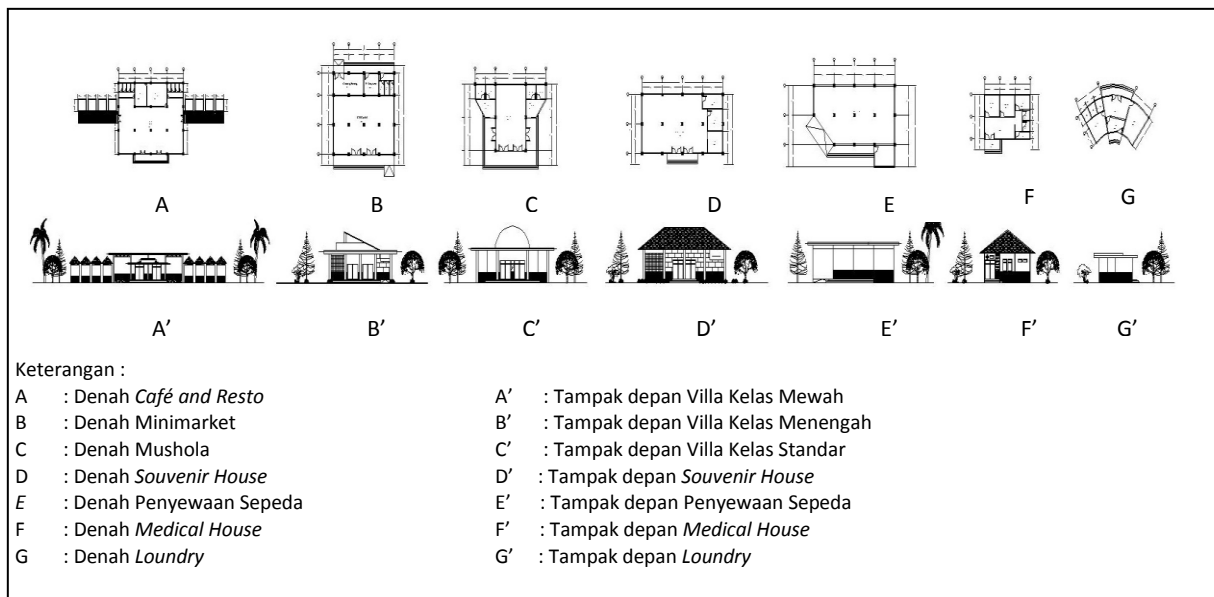 A B C D E F G
A’ B’ C’ D’ E’ F’ G’
Keterangan :
A : Denah Café and Resto
B : Denah Minimarket
C : Denah Mushola
D : Denah Souvenir House
E : Denah Penyewaan Sepeda
F : Denah Medical House
G : Denah Loundry
A’ : Tampak depan Villa Kelas Mewah
B’ : Tampak depan Villa Kelas Menengah
C’ : Tampak depan Villa Kelas Standar
D’ : Tampak depan Souvenir House
E’ : Tampak depan Penyewaan Sepeda
F’ : Tampak depan Medical House
G’ : Tampak depan Loundry